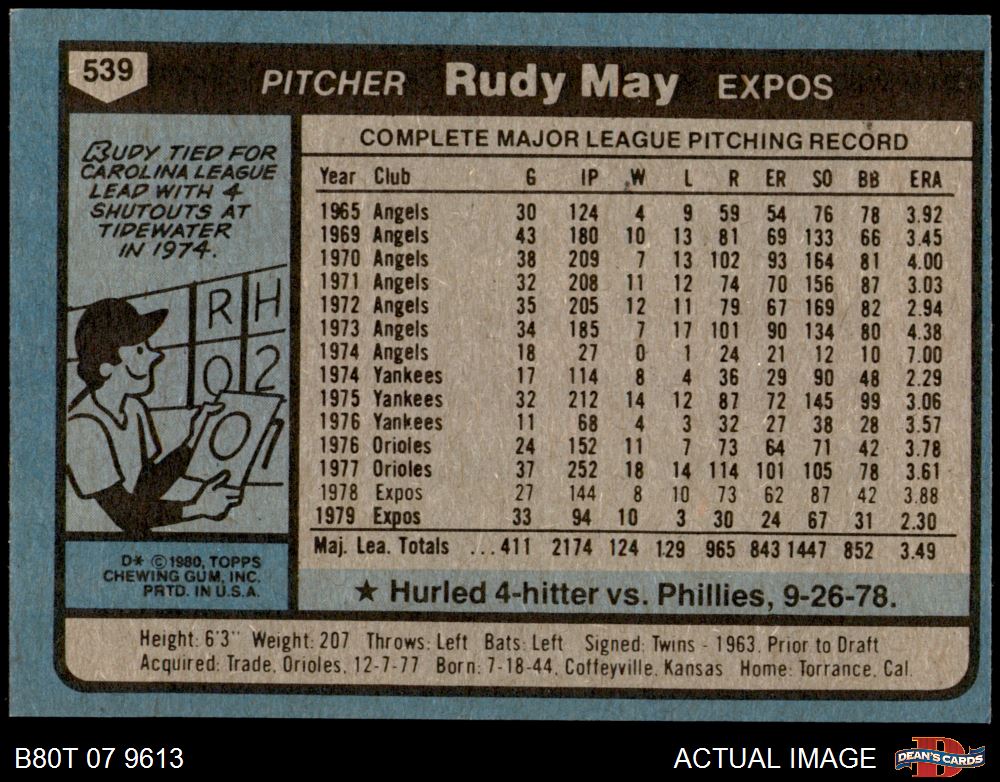 539
PITCHER Rudy May EXPOS
RUDY TIED FOR
CAROLINA LEAGUE
LEAD WITH 4
SHUTOUTS AT
TIDEWATER
IN 1974.
R H
0 2
0 1
D* © 1980, TOPPS
CHEWING GUM, INC.
PRTD. IN U.S.A.
COMPLETE MAJOR LEAGUE PITCHING RECORD
Year Club G IP W L R ER SO BB ERA
1965 Angels 30 124 4 9 59 54 76 78 3.92
1969 Angels 43 180 10 13 81 69 133 66 3.45
1970 Angels 38 209 7 13 102 93 164 81 4.00
1971 Angels 32 208 11 12 74 70 156 87 3.03
1972 Angels 35 205 12 11 79 67 169 82 2.94
1973 Angels 34 185 7 17 101 90 134 80 4.38
1974 Angels 18 27 0 1 24 21 12 10 7.00
1974 Yankees 17 114 8 4 36 29 90 48 2.29
1975 Yankees 32 212 14 12 87 72 145 99 3.06
1976 Yankees 11 68 4 3 32 27 38 28 3.57
1976 Orioles 24 152 11 7 73 64 71 42 3.78
1977 Orioles 37 252 18 14 114 101 105 78 3.61
1978 Expos 27 144 8 10 73 62 87 42 3.88
1979 Expos 33 94 10 3 30 24 67 31 2.30
Maj. Lea. Totals ...411 2174 124 129 965 843 1447 852 3.49
★ Hurled 4-hitter vs. Phillies, 9-26-78.
Height: 6'3" Weight: 207 Throws: Left Bats: Left Signed: Twins - 1963, Prior to Draft
Acquired: Trade, Orioles, 12-7-77 Born: 7-18-44, Coffeyville, Kansas Home: Torrance, Cal.
B80T 07 9613
ACTUAL IMAGE
D
DEAN'S CARDS